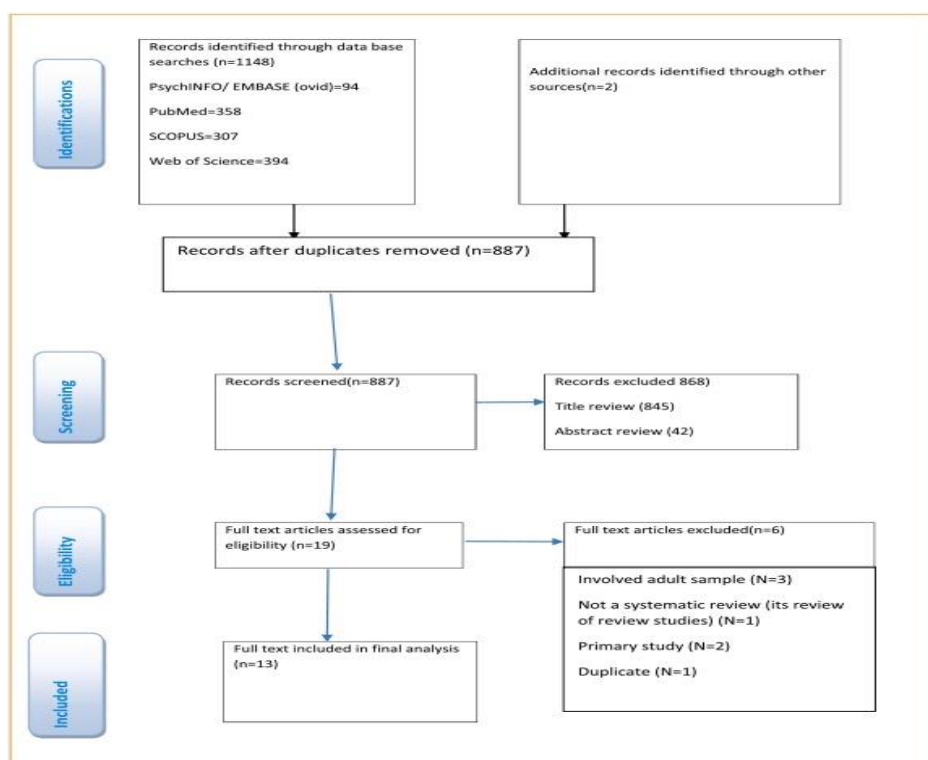 Identifications
Records identified through data base
searches (n=1148)
PsychINFO/ EMBASE (ovid)=94
PubMed=358
SCOPUS=307
Web of Science=394
Additional records identified through other
sources(n=2)
Records after duplicates removed (n=887)
Screening
Records screened(n=887)
Records excluded 868)
Title review (845)
Abstract review (42)
Eligibility
Full text articles assessed for
eligibility (n=19)
Full text articles excluded(n=6)
Involved adult sample (N=3)
Not a systematic review (its review
of review studies) (N=1)
Primary study (N=2)
Duplicate (N=1)
Included
Full text included in final analysis
(n=13)